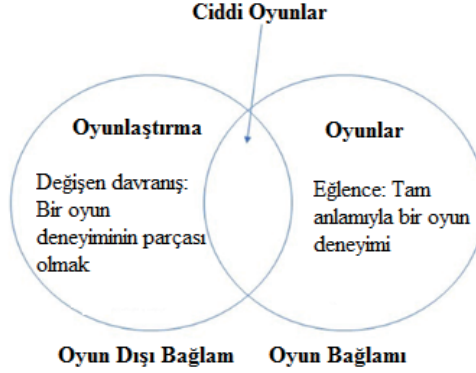 Ciddi Oyunlar
Oyunlaştırma
Değişen davranış:
Bir oyun
deneyiminin parçası
olmak
Oyunlar
Eğlence: Tam
anlamıyla bir oyun
deneyimi
Oyun Dışı Bağlam
Oyun Bağlamı